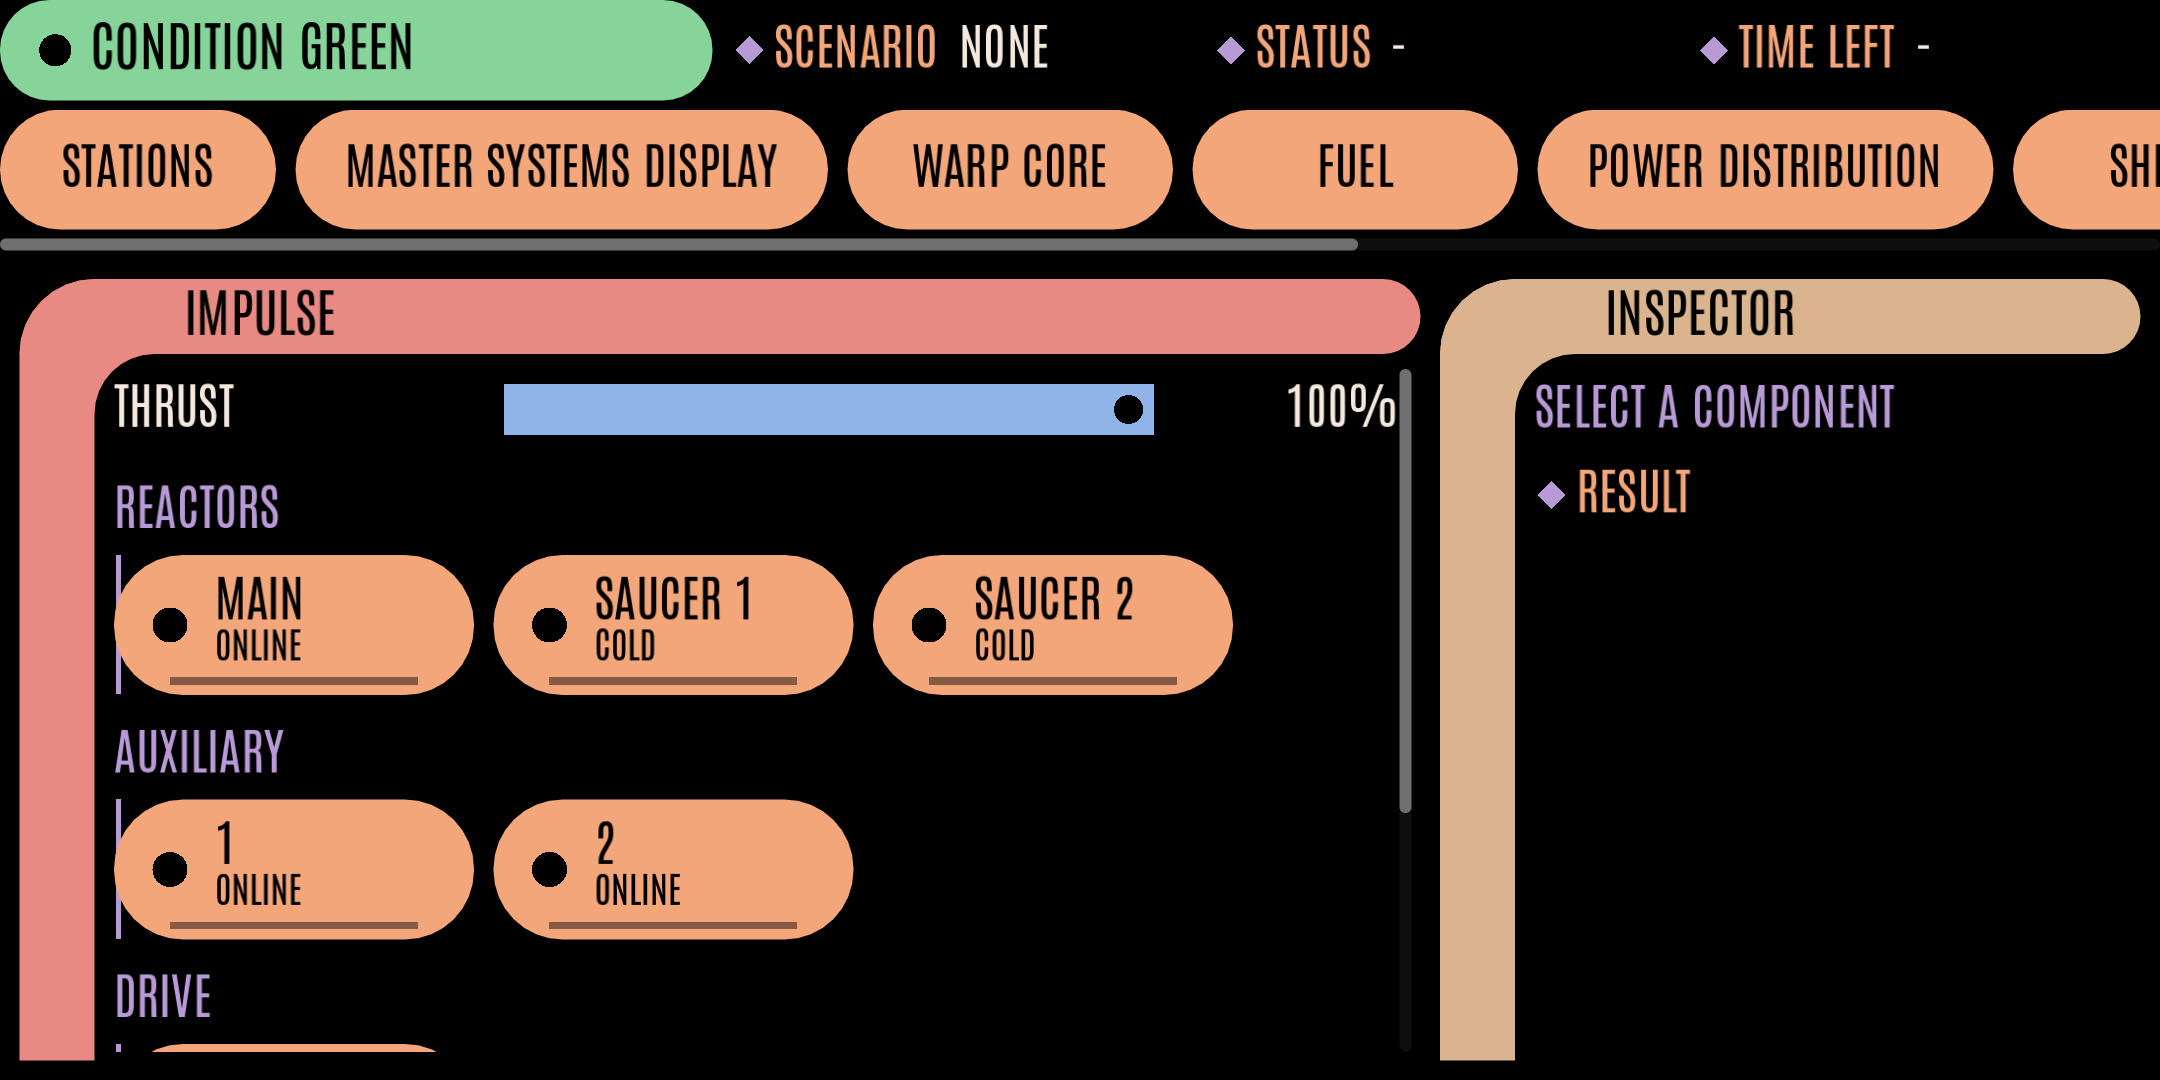 CONDITION GREEN
SCENARIO NONE
STATUS -
TIME LEFT -
STATIONS
MASTER SYSTEMS DISPLAY
WARP CORE
FUEL
POWER DISTRIBUTION
IMPULSE
THRUST
100%
REACTORS
MAIN
ONLINE
SAUCER 1
COLD
SAUCER 2
COLD
AUXILIARY
1
ONLINE
2
ONLINE
DRIVE
INSPECTOR
SELECT A COMPONENT
RESULT